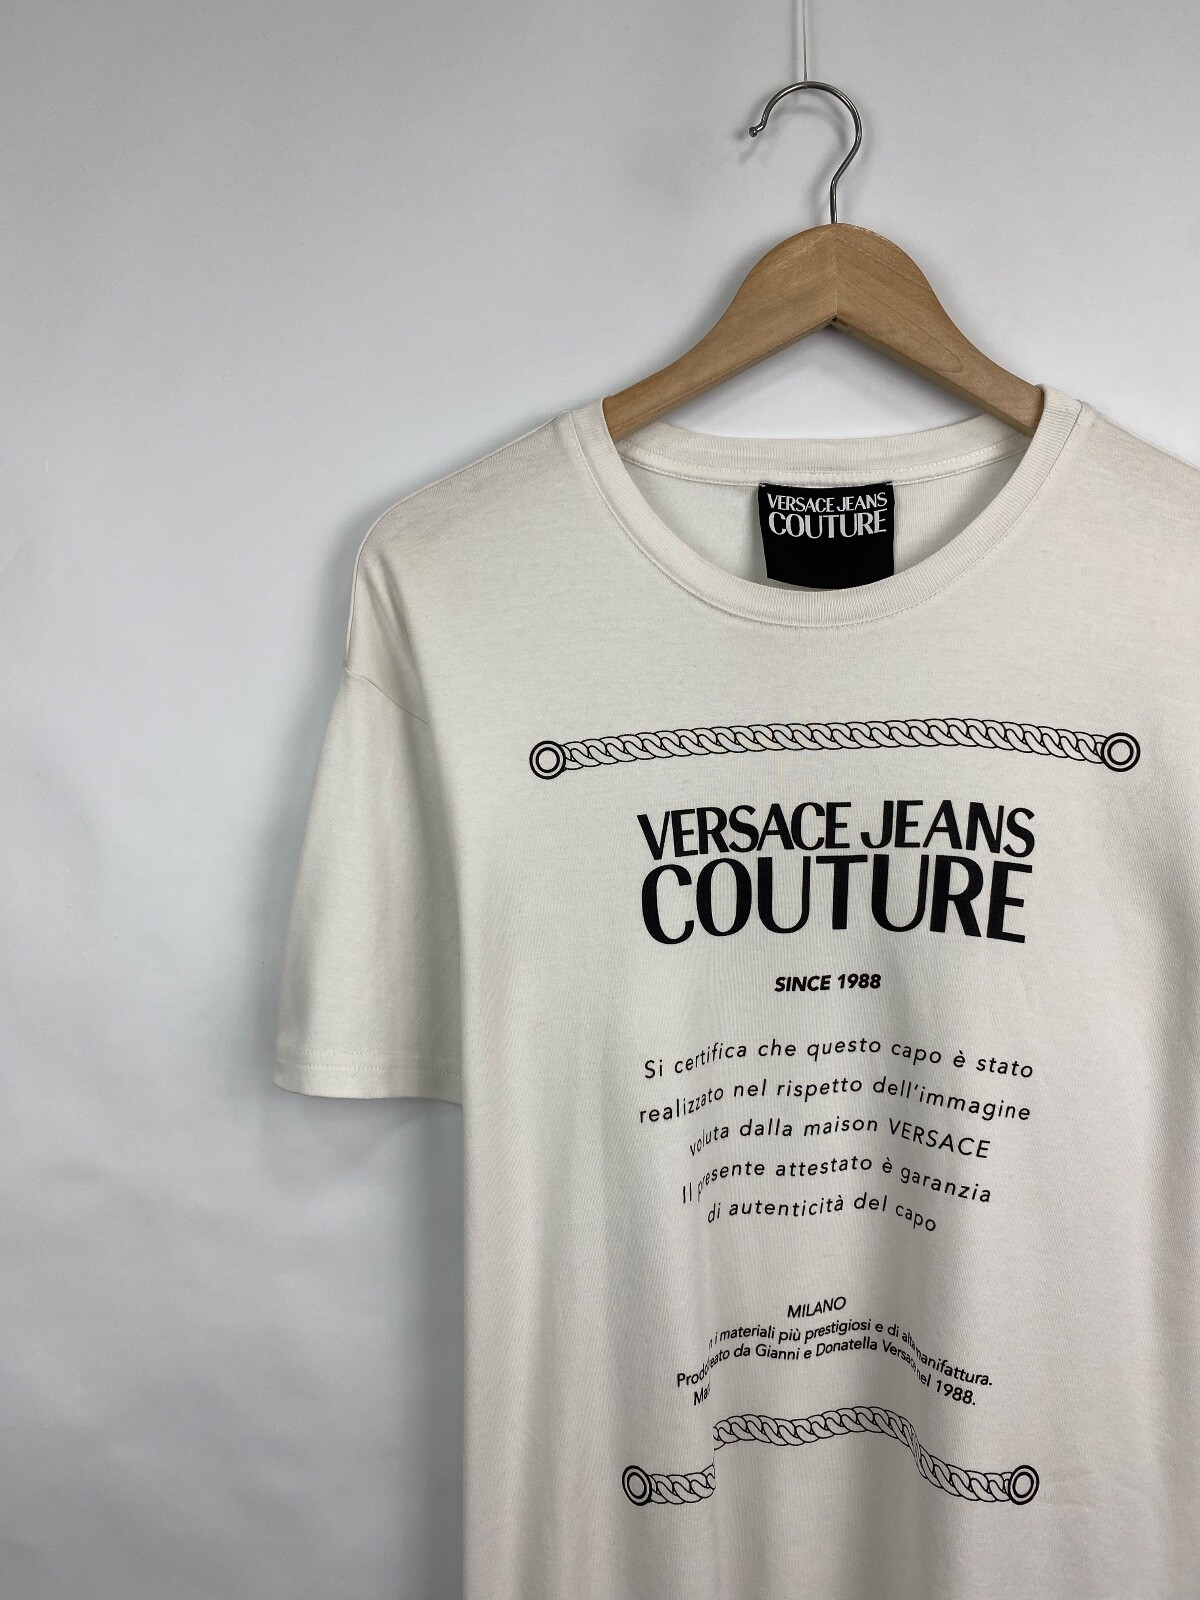 VERSACE JEANS
COUTURE
VERSACE JEANS
COUTURE
SINCE 1988
Si certifica che questo capo è stato
realizzato nel rispetto dell'immagine
voluta dalla maison VERSACE
Il presente attestato è garanzia
di autenticità del capo
MILANO
i materiali più prestigiosi e di alta manifattura.
da Gianni e Donatella Versace nel 1988.